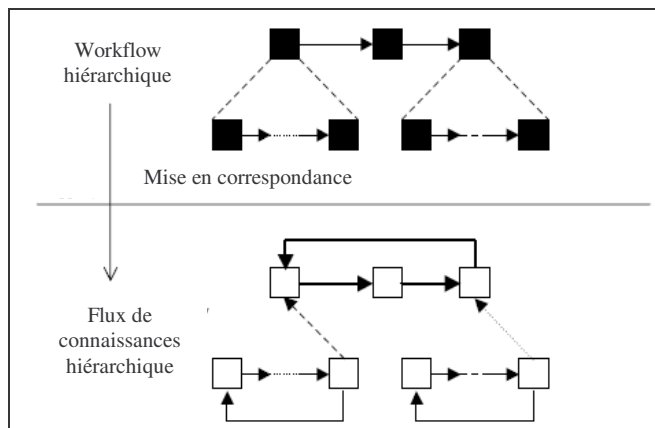 Workflow
hiérarchique
Mise en correspondance
Flux de
connaissances
hiérarchique